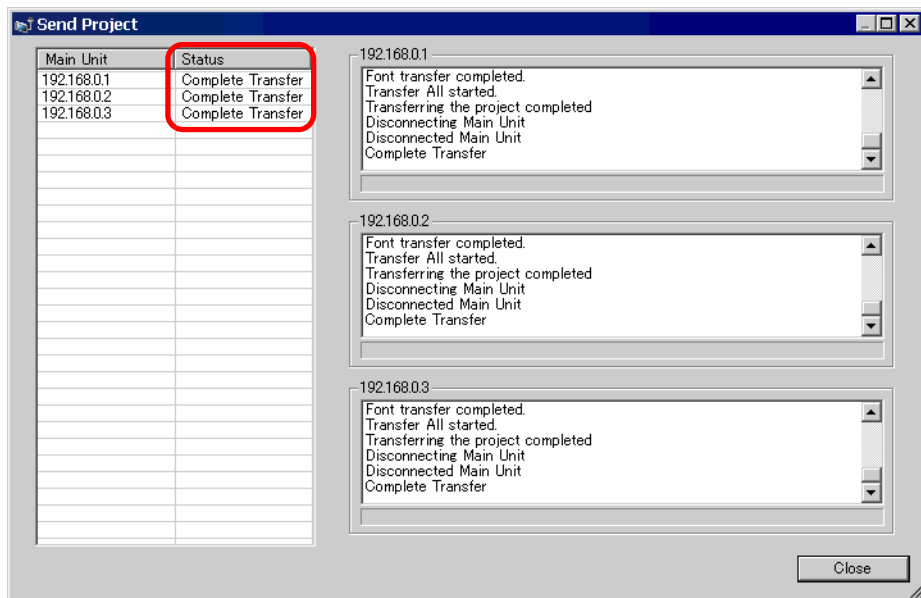 Send Project
Main Unit Status
192.168.0.1 Complete Transfer
192.168.0.2 Complete Transfer
192.168.0.3 Complete Transfer
192.168.0.1
Font transfer completed.
Transfer All started.
Transferring the project completed
Disconnecting Main Unit
Disconnected Main Unit
Complete Transfer
192.168.0.2
Font transfer completed.
Transfer All started.
Transferring the project completed
Disconnecting Main Unit
Disconnected Main Unit
Complete Transfer
192.168.0.3
Font transfer completed.
Transfer All started.
Transferring the project completed
Disconnecting Main Unit
Disconnected Main Unit
Complete Transfer
Close